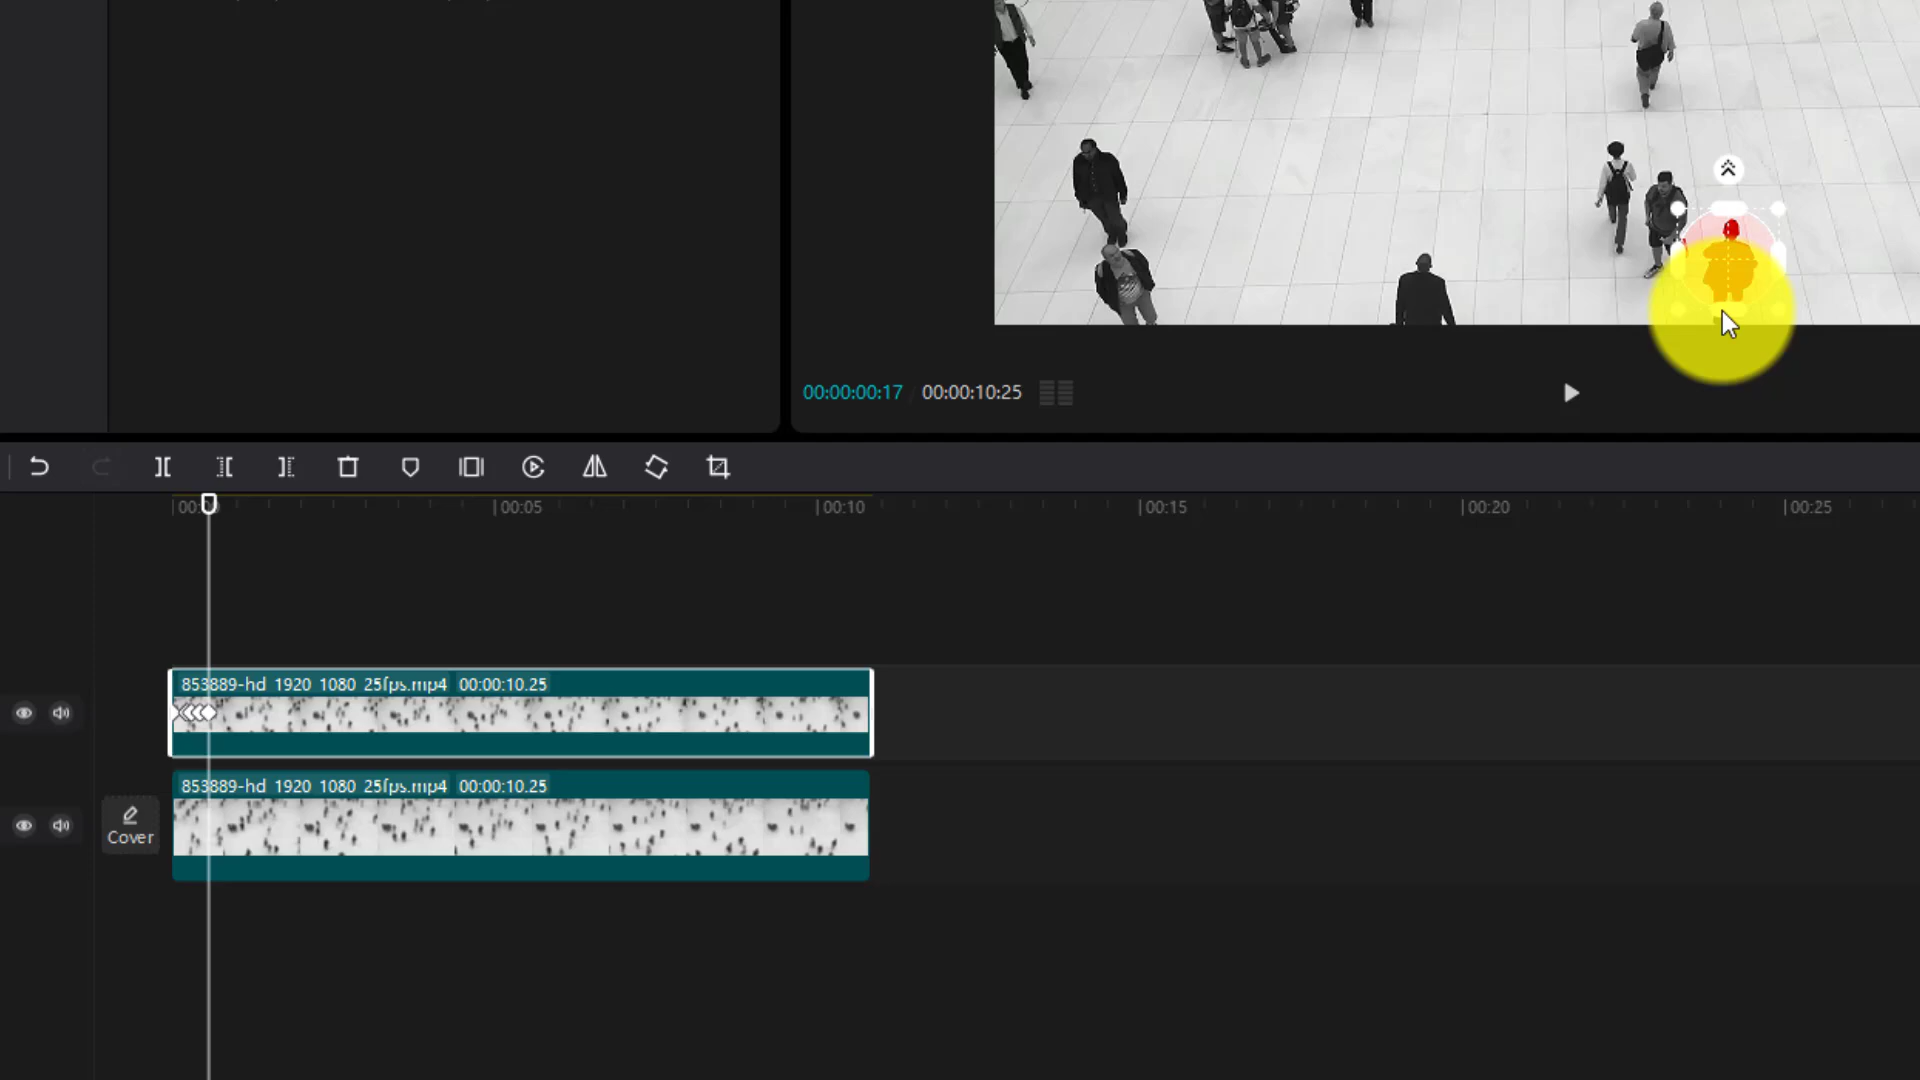 00:00:00:17 00:00:10:25
00:05 00:10 00:15 00:20 00:25
853889-hd 1920 1080 25fps.mp4 00:00:10.25
853889-hd 1920 1080 25fps.mp4 00:00:10.25
Cover